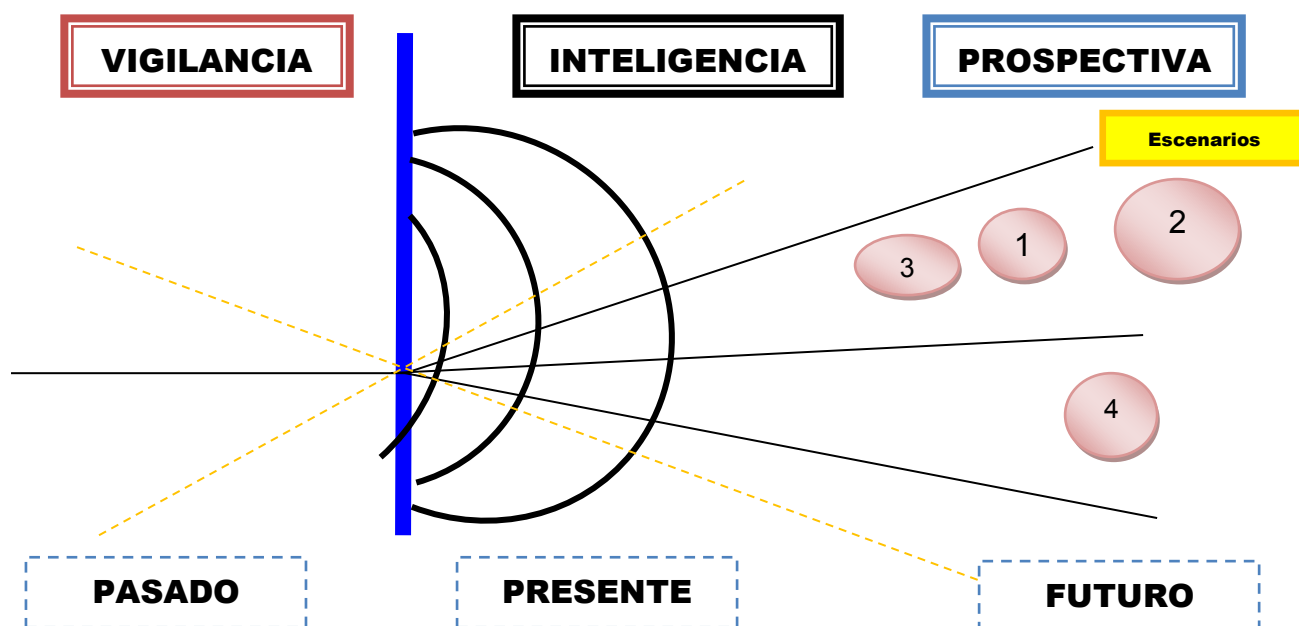 VIGILANCIA
INTELIGENCIA
PROSPECTIVA
Escenarios
2
1
3
4
PASADO
PRESENTE
FUTURO